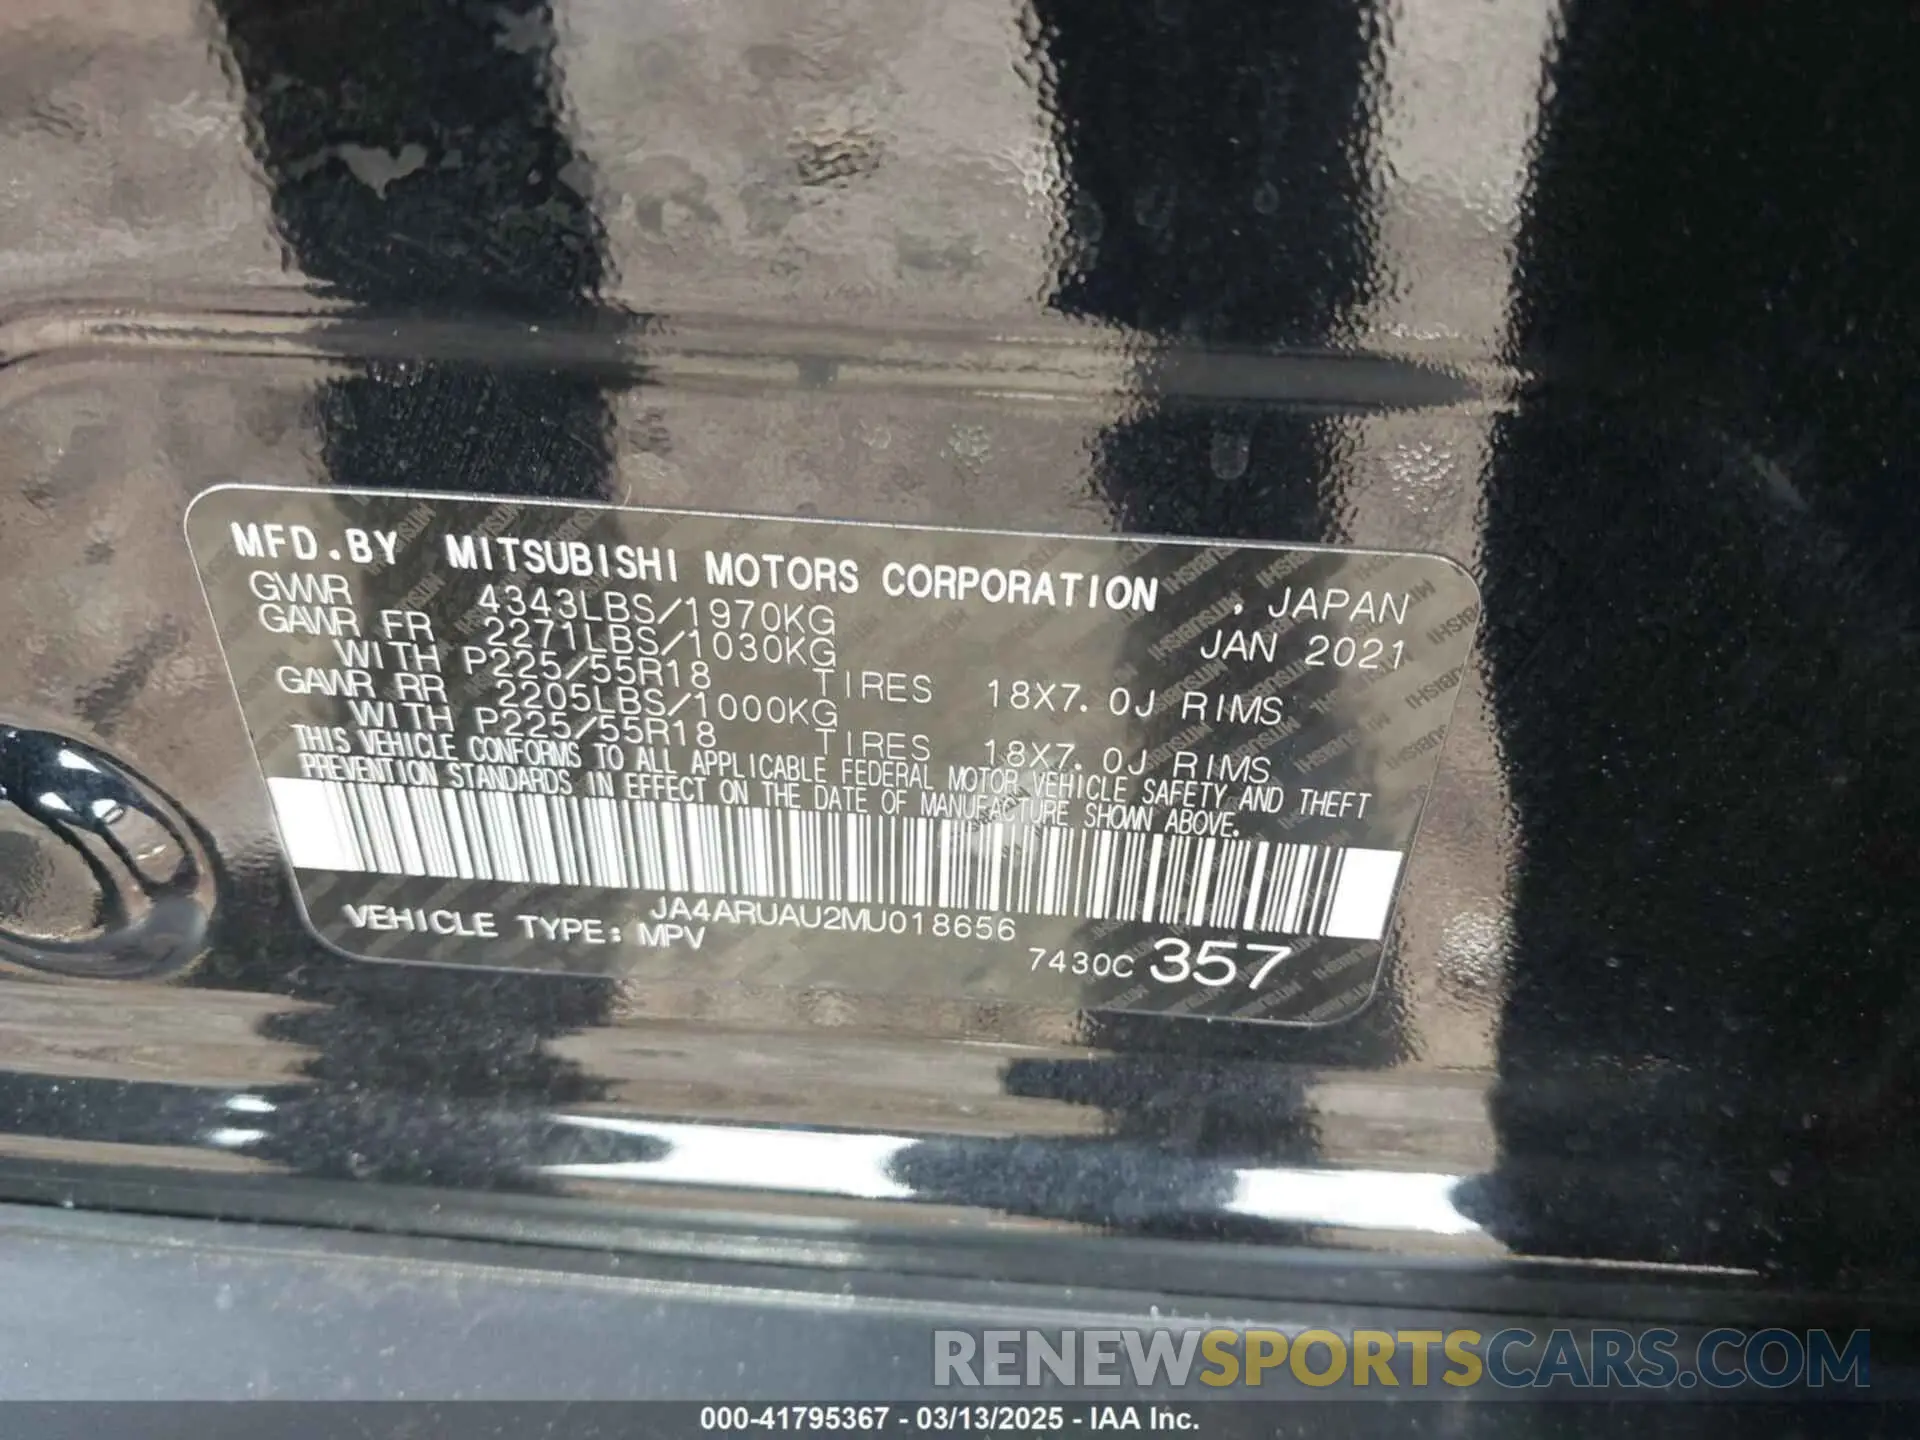 MFD.BY MITSUBISHI MOTORS CORPORATION , JAPAN
GVWR 4343LBS/1970KG JAN 2021
GAWR FR 2271LBS/1030KG
WITH P225/55R18 TIRES 18X7.0J RIMS
GAWR RR 2205LBS/1000KG
WITH P225/55R18 TIRES 18X7.0J RIMS
THIS VEHICLE CONFORMS TO ALL APPLICABLE FEDERAL MOTOR VEHICLE SAFETY AND THEFT
PREVENTION STANDARDS IN EFFECT ON THE DATE OF MANUFACTURE SHOWN ABOVE.
JA4ARUAU2MU018656
VEHICLE TYPE: MPV
7430C 357
RENEWSPORTSCARS.COM
000-41795367 - 03/13/2025 - IAA Inc.